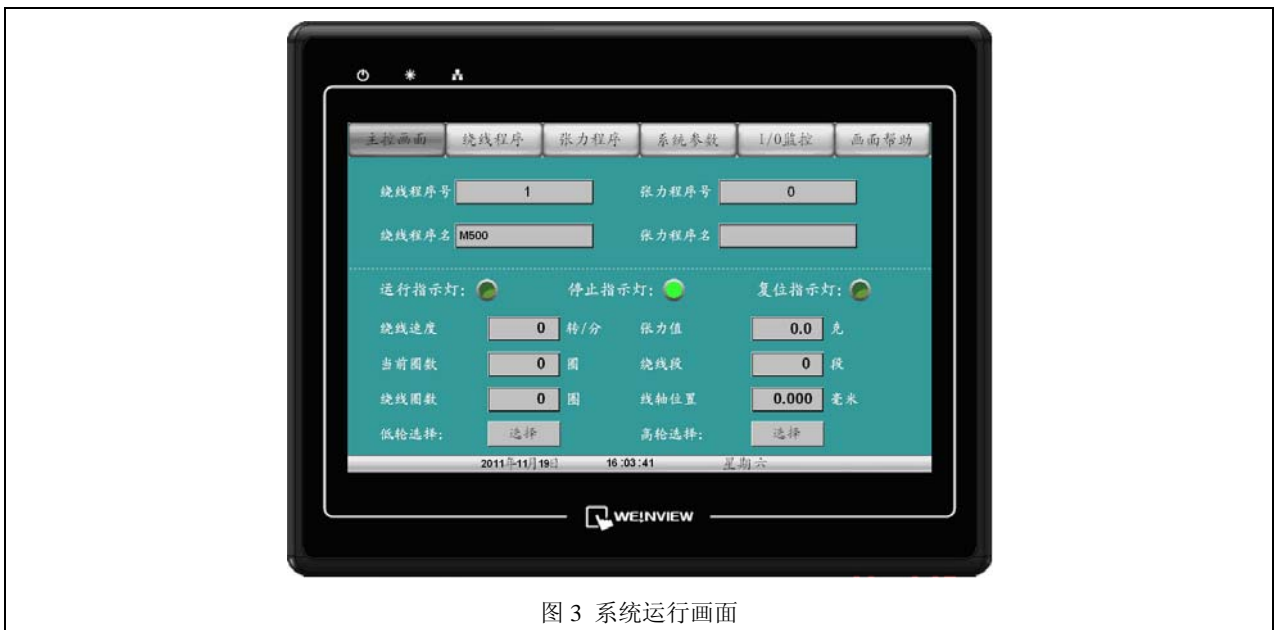 主控画面 绕线程序 张力程序 系统参数 I/O监控 画面帮助
绕线程序号 1 张力程序号 0
绕线程序名 M500 张力程序名
运行指示灯: 停止指示灯: 复位指示灯:
绕线速度 0 转/分 张力值 0.0 克
当前圈数 0 圈 绕线段 0 段
绕线圈数 0 圈 线轴位置 0.000 毫米
低轮选择: 选择 高轮选择: 选择
2011年11月19日 16:03:41 星期六
WE!NVIEW
图 3 系统运行画面